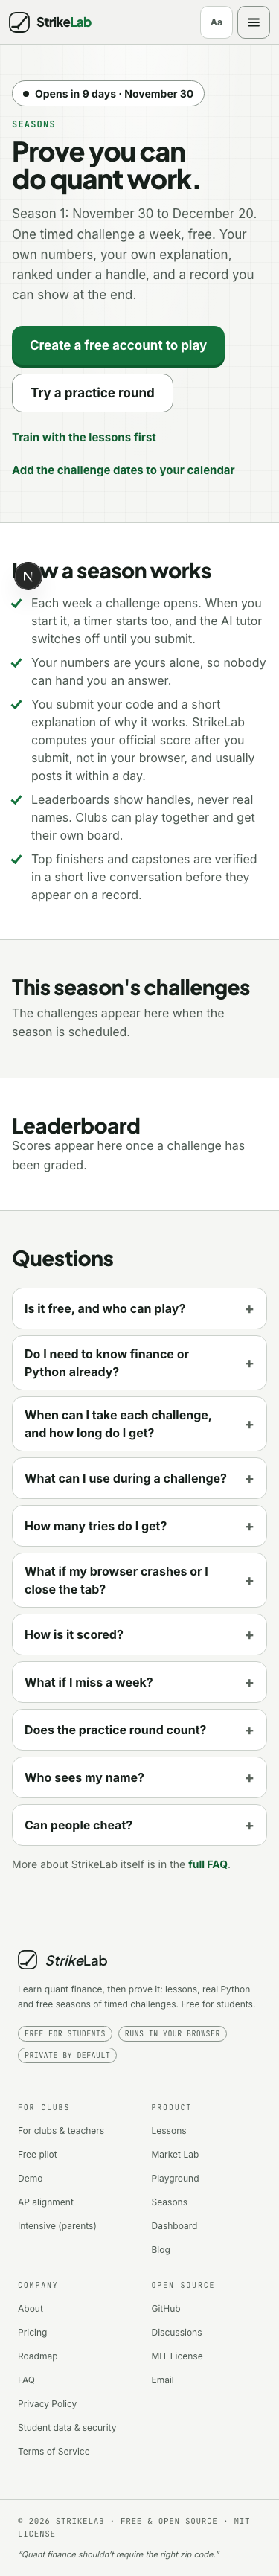 StrikeLab
Aa
Opens in 9 days · November 30
SEASONS
Prove you can
do quant work.
Season 1: November 30 to December 20.
One timed challenge a week, free. Your
own numbers, your own explanation,
ranked under a handle, and a record you
can show at the end.
Create a free account to play
Try a practice round
Train with the lessons first
Add the challenge dates to your calendar
N
a season works
Each week a challenge opens. When you
start it, a timer starts too, and the AI tutor
switches off until you submit.
Your numbers are yours alone, so nobody
can hand you an answer.
You submit your code and a short
explanation of why it works. StrikeLab
computes your official score after you
submit, not in your browser, and usually
posts it within a day.
Leaderboards show handles, never real
names. Clubs can play together and get
their own board.
Top finishers and capstones are verified
in a short live conversation before they
appear on a record.
This season's challenges
The challenges appear here when the
season is scheduled.
Leaderboard
Scores appear here once a challenge has
been graded.
Questions
Is it free, and who can play? +
Do I need to know finance or
Python already? +
When can I take each challenge,
and how long do I get? +
What can I use during a challenge? +
How many tries do I get? +
What if my browser crashes or I
close the tab? +
How is it scored? +
What if I miss a week? +
Does the practice round count? +
Who sees my name? +
Can people cheat? +
More about StrikeLab itself is in the full FAQ.
StrikeLab
Learn quant finance, then prove it: lessons, real Python
and free seasons of timed challenges. Free for students.
FREE FOR STUDENTS
RUNS IN YOUR BROWSER
PRIVATE BY DEFAULT
FOR CLUBS
For clubs & teachers
Free pilot
Demo
AP alignment
Intensive (parents)
PRODUCT
Lessons
Market Lab
Playground
Seasons
Dashboard
Blog
COMPANY
About
Pricing
Roadmap
FAQ
Privacy Policy
Student data & security
Terms of Service
OPEN SOURCE
GitHub
Discussions
MIT License
Email
© 2026 STRIKELAB · FREE & OPEN SOURCE · MIT
LICENSE
"Quant finance shouldn't require the right zip code."